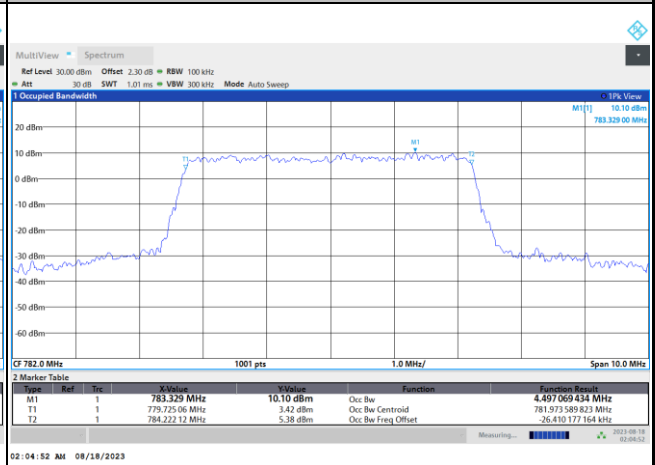 MultiView Spectrum
Ref Level 30.00 dBm Offset 2.30 dB RBW 100 kHz
Att 30 dB SWT 1.01 ms VBW 300 kHz Mode Auto Sweep
1 Occupied Bandwidth 1Pk View
M1[1] 10.10 dBm
783.329 00 MHz
20 dBm
M1
10 dBm
T1 T2
0 dBm
-10 dBm
-20 dBm
-30 dBm
-40 dBm
-50 dBm
-60 dBm
CF 782.0 MHz 1001 pts 1.0 MHz/ Span 10.0 MHz
2 Marker Table
Type Ref Trc X-Value Y-Value Function Function Result
M1 1 783.329 MHz 10.10 dBm Occ Bw 4.497 069 434 MHz
T1 1 779.725 06 MHz 3.42 dBm Occ Bw Centroid 781.973 589 823 MHz
T2 1 784.222 12 MHz 5.38 dBm Occ Bw Freq Offset -26.410 177 164 kHz
Measuring... 2023-08-18
02:04:52
02:04:52 AM 08/18/2023